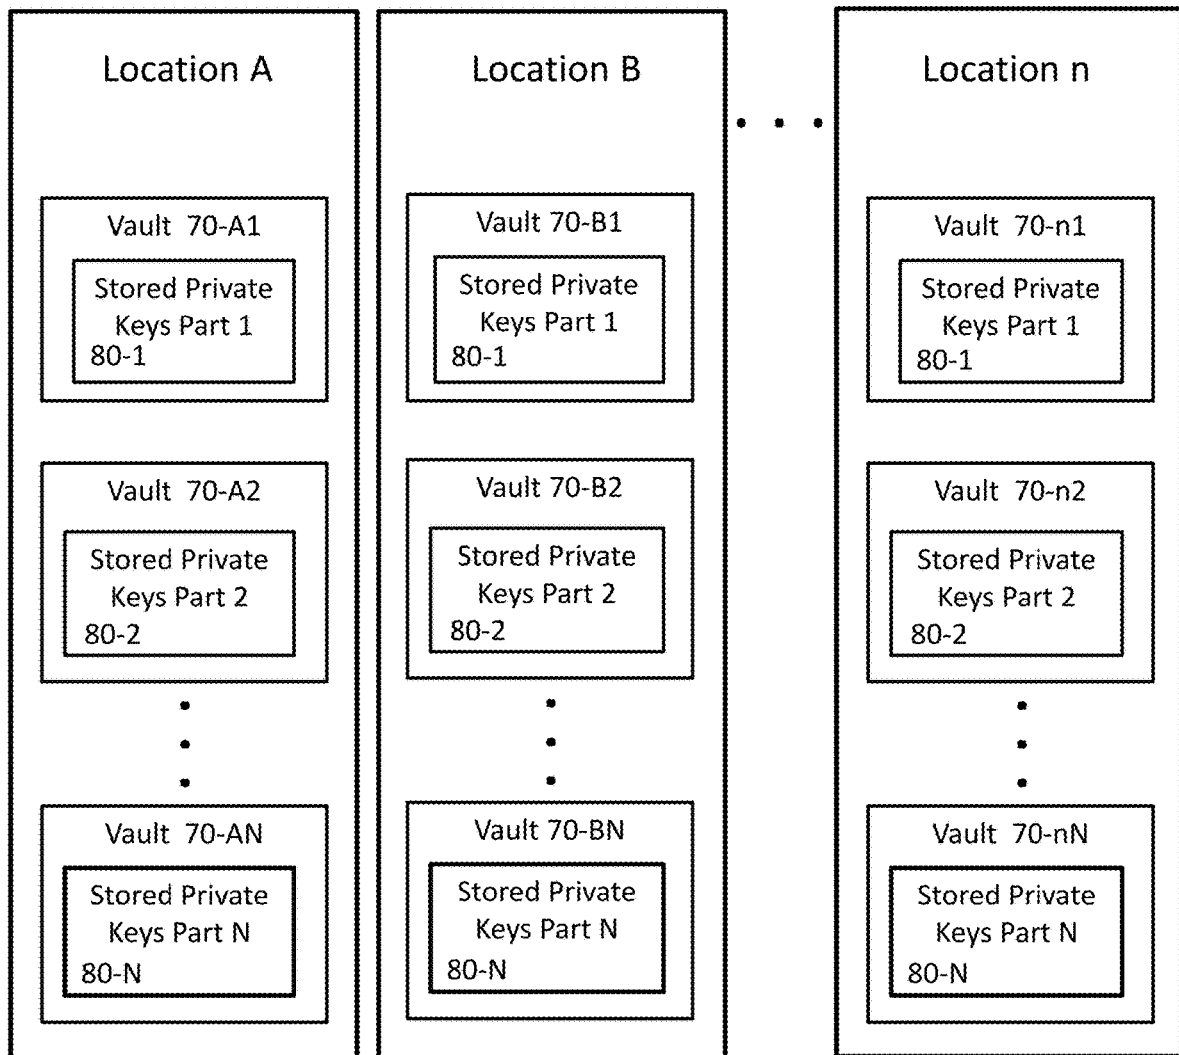 Location A
Vault 70-A1
Stored Private
Keys Part 1
80-1
Vault 70-A2
Stored Private
Keys Part 2
80-2
Vault 70-AN
Stored Private
Keys Part N
80-N
Location B
Vault 70-B1
Stored Private
Keys Part 1
80-1
Vault 70-B2
Stored Private
Keys Part 2
80-2
Vault 70-BN
Stored Private
Keys Part N
80-N
Location n
Vault 70-n1
Stored Private
Keys Part 1
80-1
Vault 70-n2
Stored Private
Keys Part 2
80-2
Vault 70-nN
Stored Private
Keys Part N
80-N